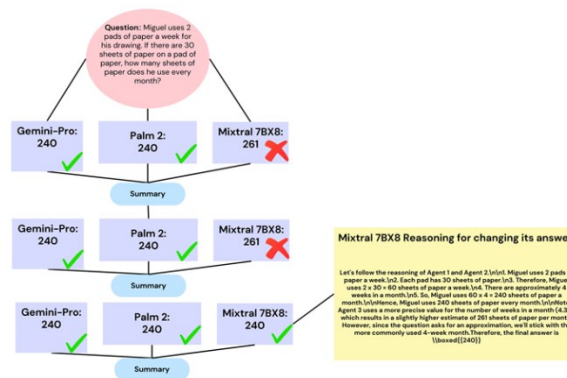 Question: Miguel uses 2
pads of paper a week for
his drawing. If there are 30
sheets of paper on a pad of
paper, how many sheets of
paper does he use every
month?
Gemini-Pro:
240
Palm 2:
240
Mixtral 7BX8:
261
Summary
Gemini-Pro:
240
Palm 2:
240
Mixtral 7BX8:
261
Summary
Gemini-Pro:
240
Palm 2:
240
Mixtral 7BX8:
240
Mixtral 7BX8 Reasoning for changing its answe
Let's follow the reasoning of Agent 1 and Agent 2.\n\n1. Miguel uses 2 pads
paper a week.\n2. Each pad has 30 sheets of paper.\n3. Therefore, Migue
uses 2 x 30 = 60 sheets of paper a week.\n4. There are approximately 4
weeks in a month.\n5. So, Miguel uses 60 x 4 = 240 sheets of paper a
month.\n\nHence, Miguel uses 240 sheets of paper every month.\n\nNote
Agent 3 uses a more precise value for the number of weeks in a month (4.3
which results in a slightly higher estimate of 261 sheets of paper per mont
However, since the question asks for an approximation, we'll stick with th
more commonly used 4-week month.Therefore, the final answer is
\\boxed{{240}}